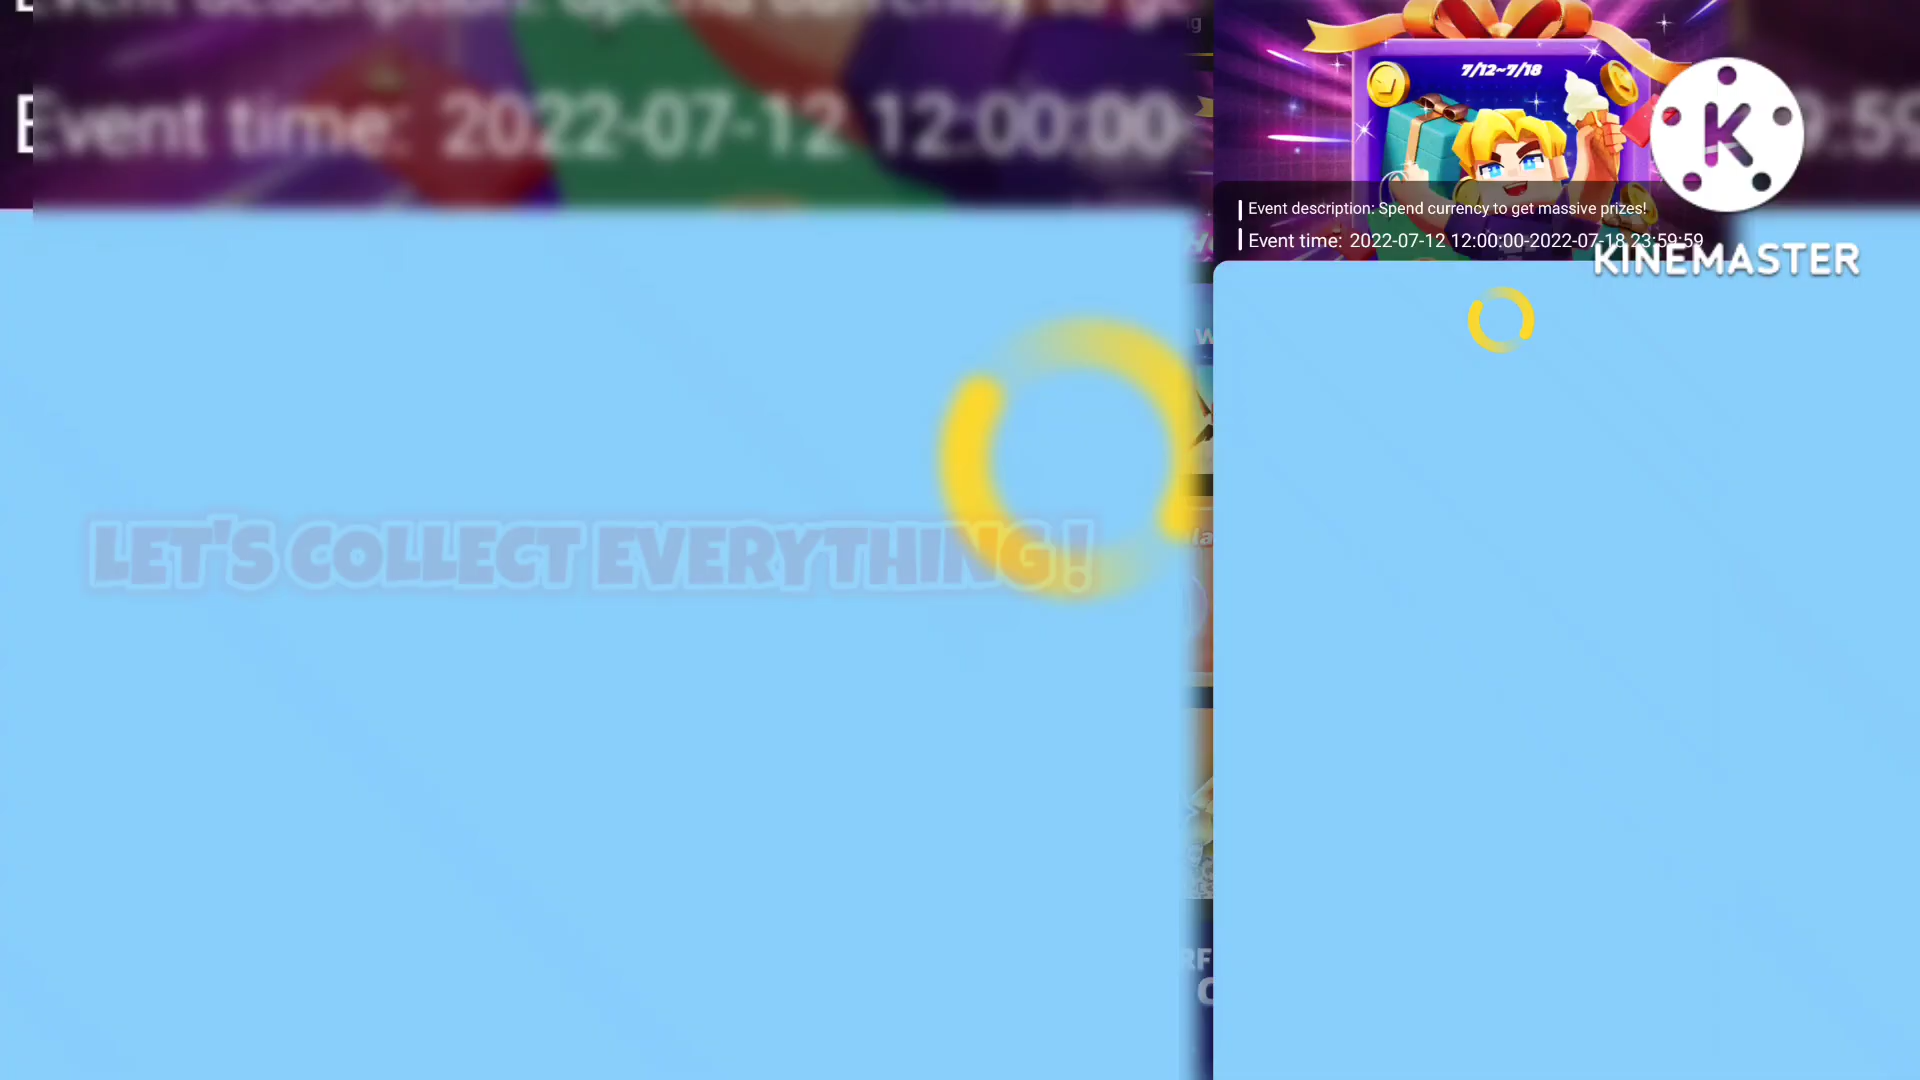 Event time: 2022-07-12 12:00:00-
LET'S COLLECT EVERYTHING!
7/12~7/18
Event description: Spend currency to get massive prizes!
Event time: 2022-07-12 12:00:00-2022-07-18 23:59:59
KINEMASTER